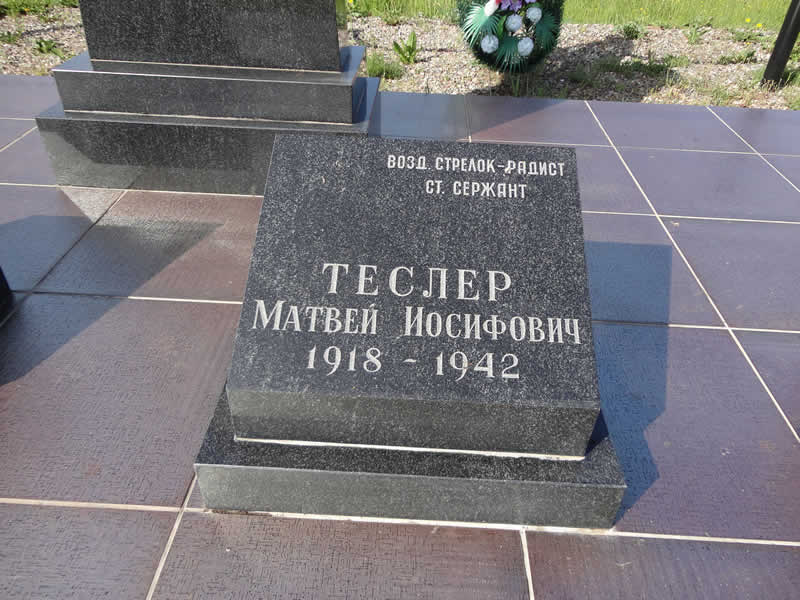 ВОЗД. СТРЕЛОК-РАДИСТ
СТ. СЕРЖАНТ
ТЕСЛЕР
МАТВЕЙ ИОСИФОВИЧ
1918 - 1942